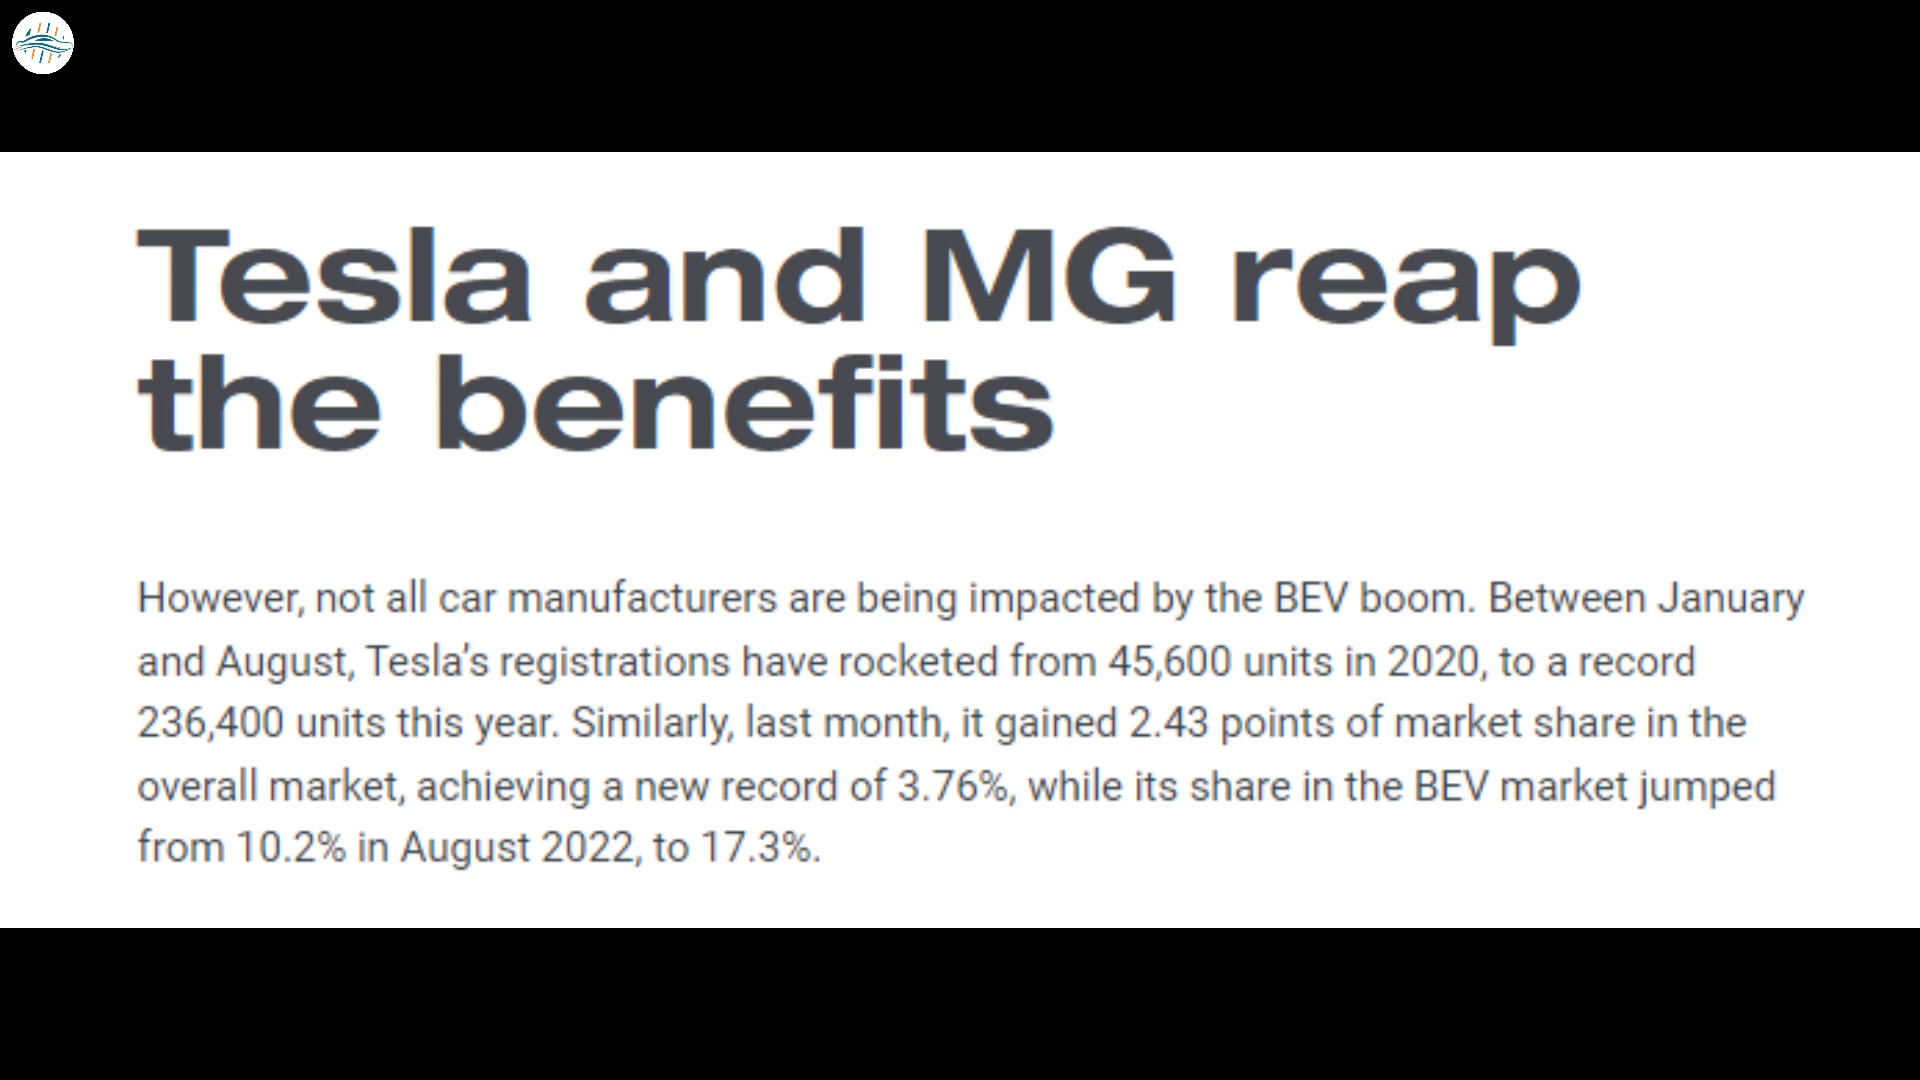 Tesla and MG reap
the benefits
However, not all car manufacturers are being impacted by the BEV boom. Between January
and August, Tesla’s registrations have rocketed from 45,600 units in 2020, to a record
236,400 units this year. Similarly, last month, it gained 2.43 points of market share in the
overall market, achieving a new record of 3.76%, while its share in the BEV market jumped
from 10.2% in August 2022, to 17.3%.